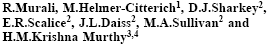 R.Murali, M.Helmer-Citterich¹, D.J.Sharkey²,
E.R.Scalice², J.L.Daiss², M.A.Sullivan² and
H.M.Krishna Murthy³,⁴